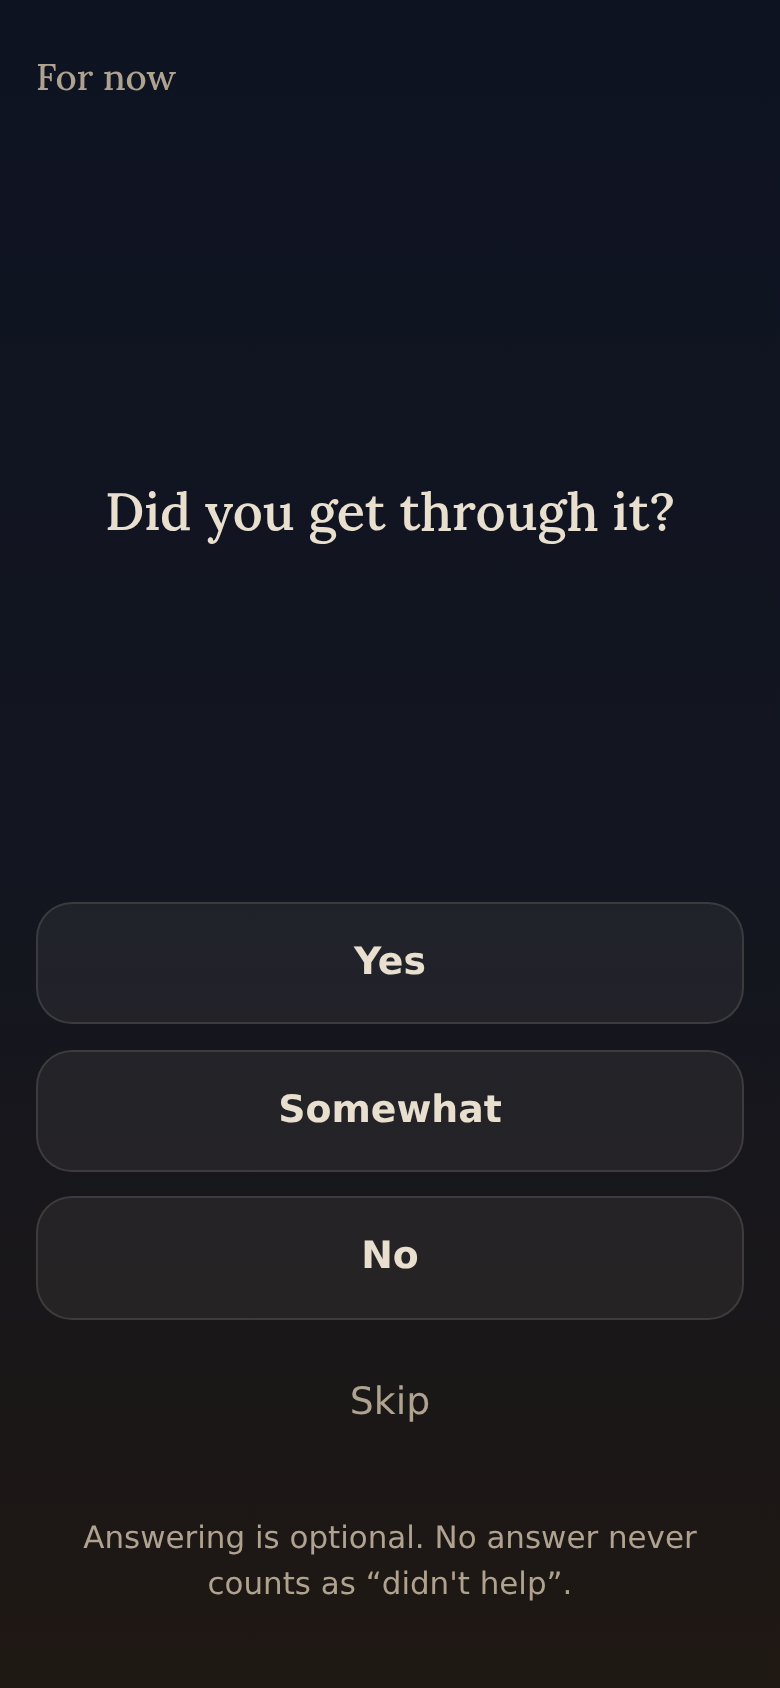 For now
Did you get through it?
Yes
Somewhat
No
Skip
Answering is optional. No answer never
counts as “didn't help”.